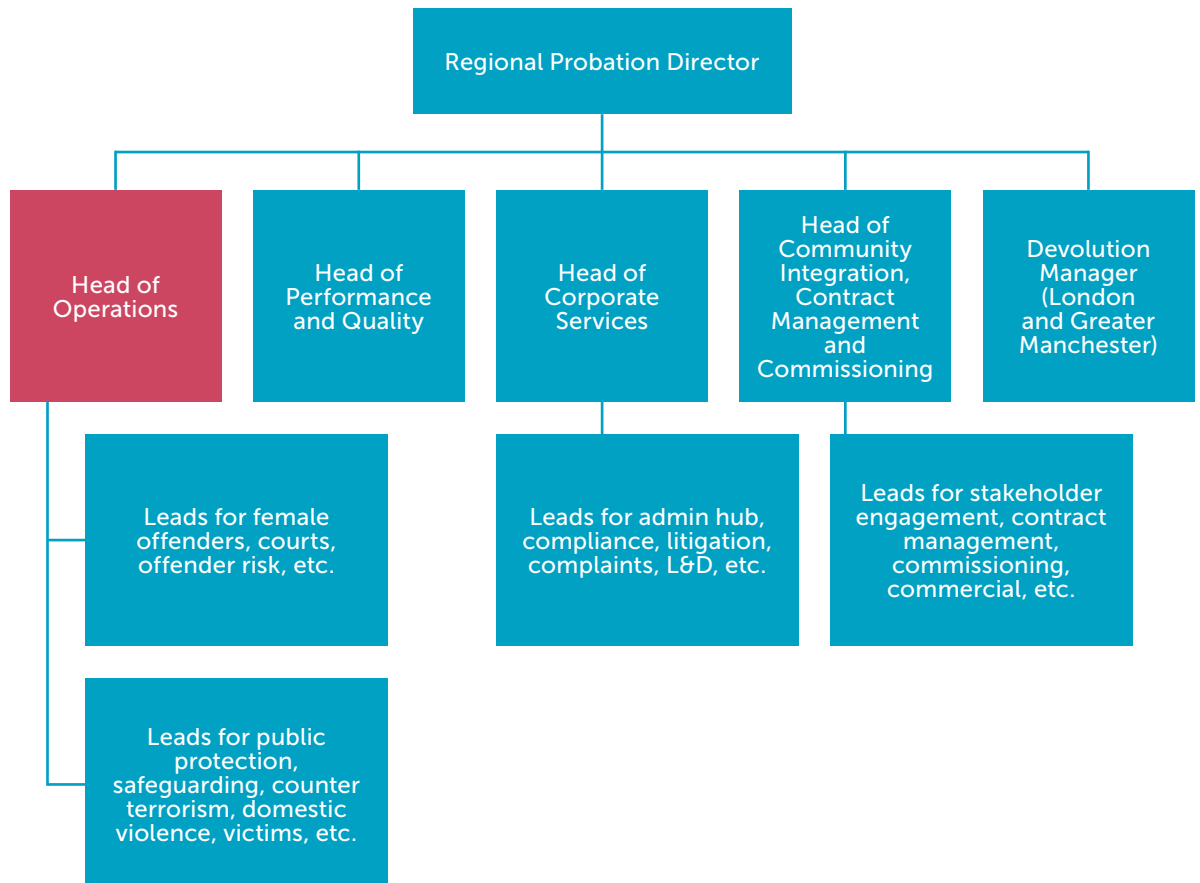 Regional Probation Director
Head of
Operations
Head of
Performance
and Quality
Head of
Corporate
Services
Head of
Community
Integration,
Contract
Management
and
Commissioning
Devolution
Manager
(London
and Greater
Manchester)
Leads for female
offenders, courts,
offender risk, etc.
Leads for admin hub,
compliance, litigation,
complaints, L&D, etc.
Leads for stakeholder
engagement, contract
management,
commissioning,
commercial, etc.
Leads for public
protection,
safeguarding, counter
terrorism, domestic
violence, victims, etc.